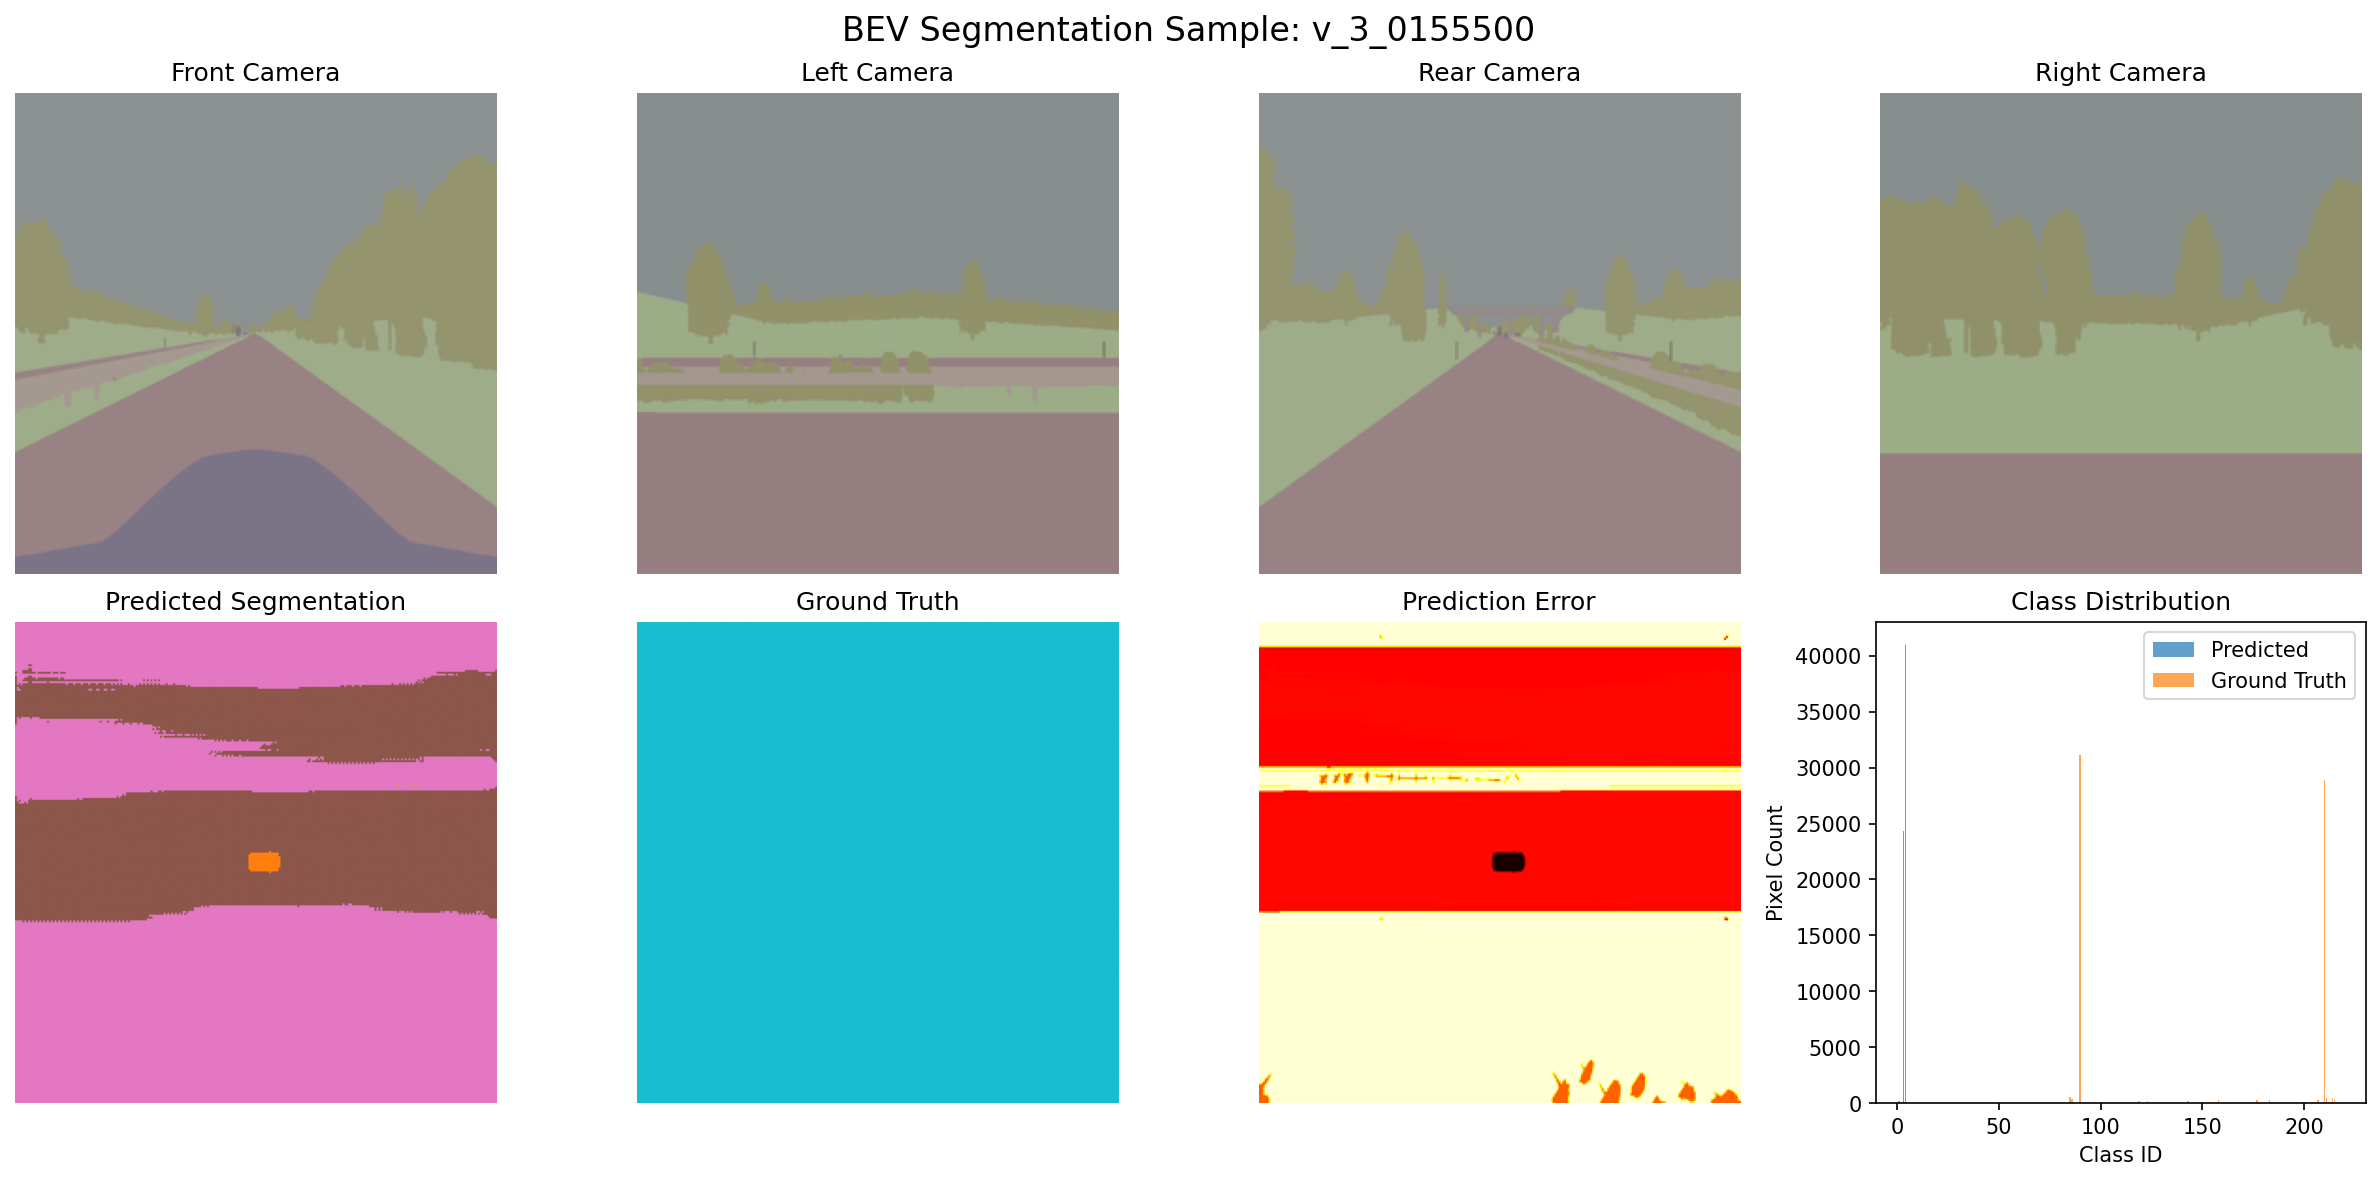 BEV Segmentation Sample: v_3_0155500
Front Camera
Left Camera
Rear Camera
Right Camera
Predicted Segmentation
Ground Truth
Prediction Error
Class Distribution
Predicted
Ground Truth
40000
35000
30000
25000
20000
15000
10000
5000
0
Pixel Count
0 50 100 150 200
Class ID